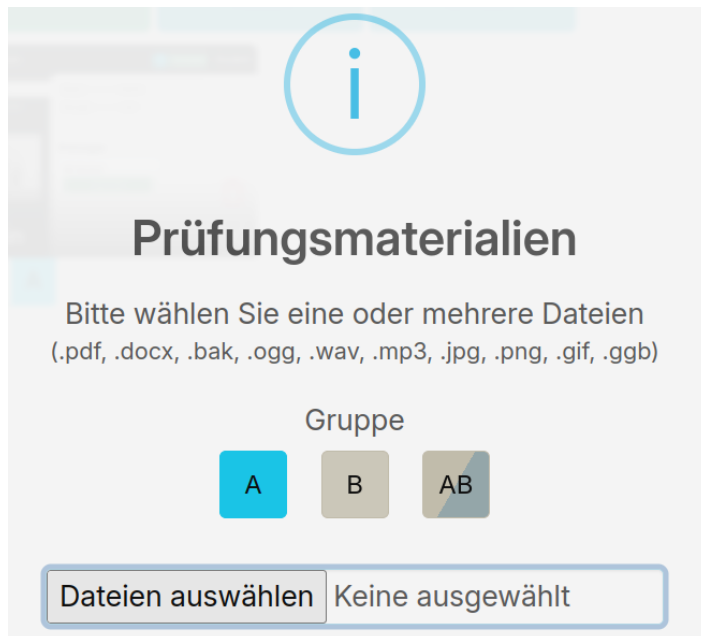 i
Prüfungsmaterialien
Bitte wählen Sie eine oder mehrere Dateien
(.pdf, .docx, .bak, .ogg, .wav, .mp3, .jpg, .png, .gif, .ggb)
Gruppe
A B AB
Dateien auswählen Keine ausgewählt